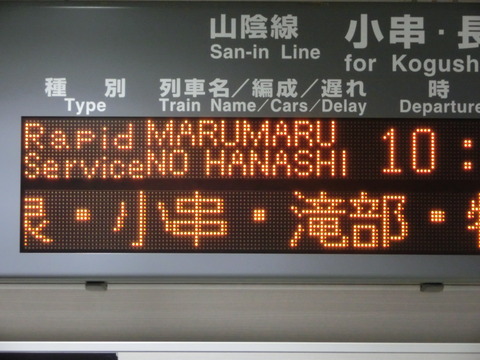 山陰線 小串・長
San-in Line for Kogush
種別 列車名／編成／遅れ 時
Type Train Name／Cars／Delay Departure
Rapid MARUMARU 10:
Service NO HANASHI
・小串・滝部・